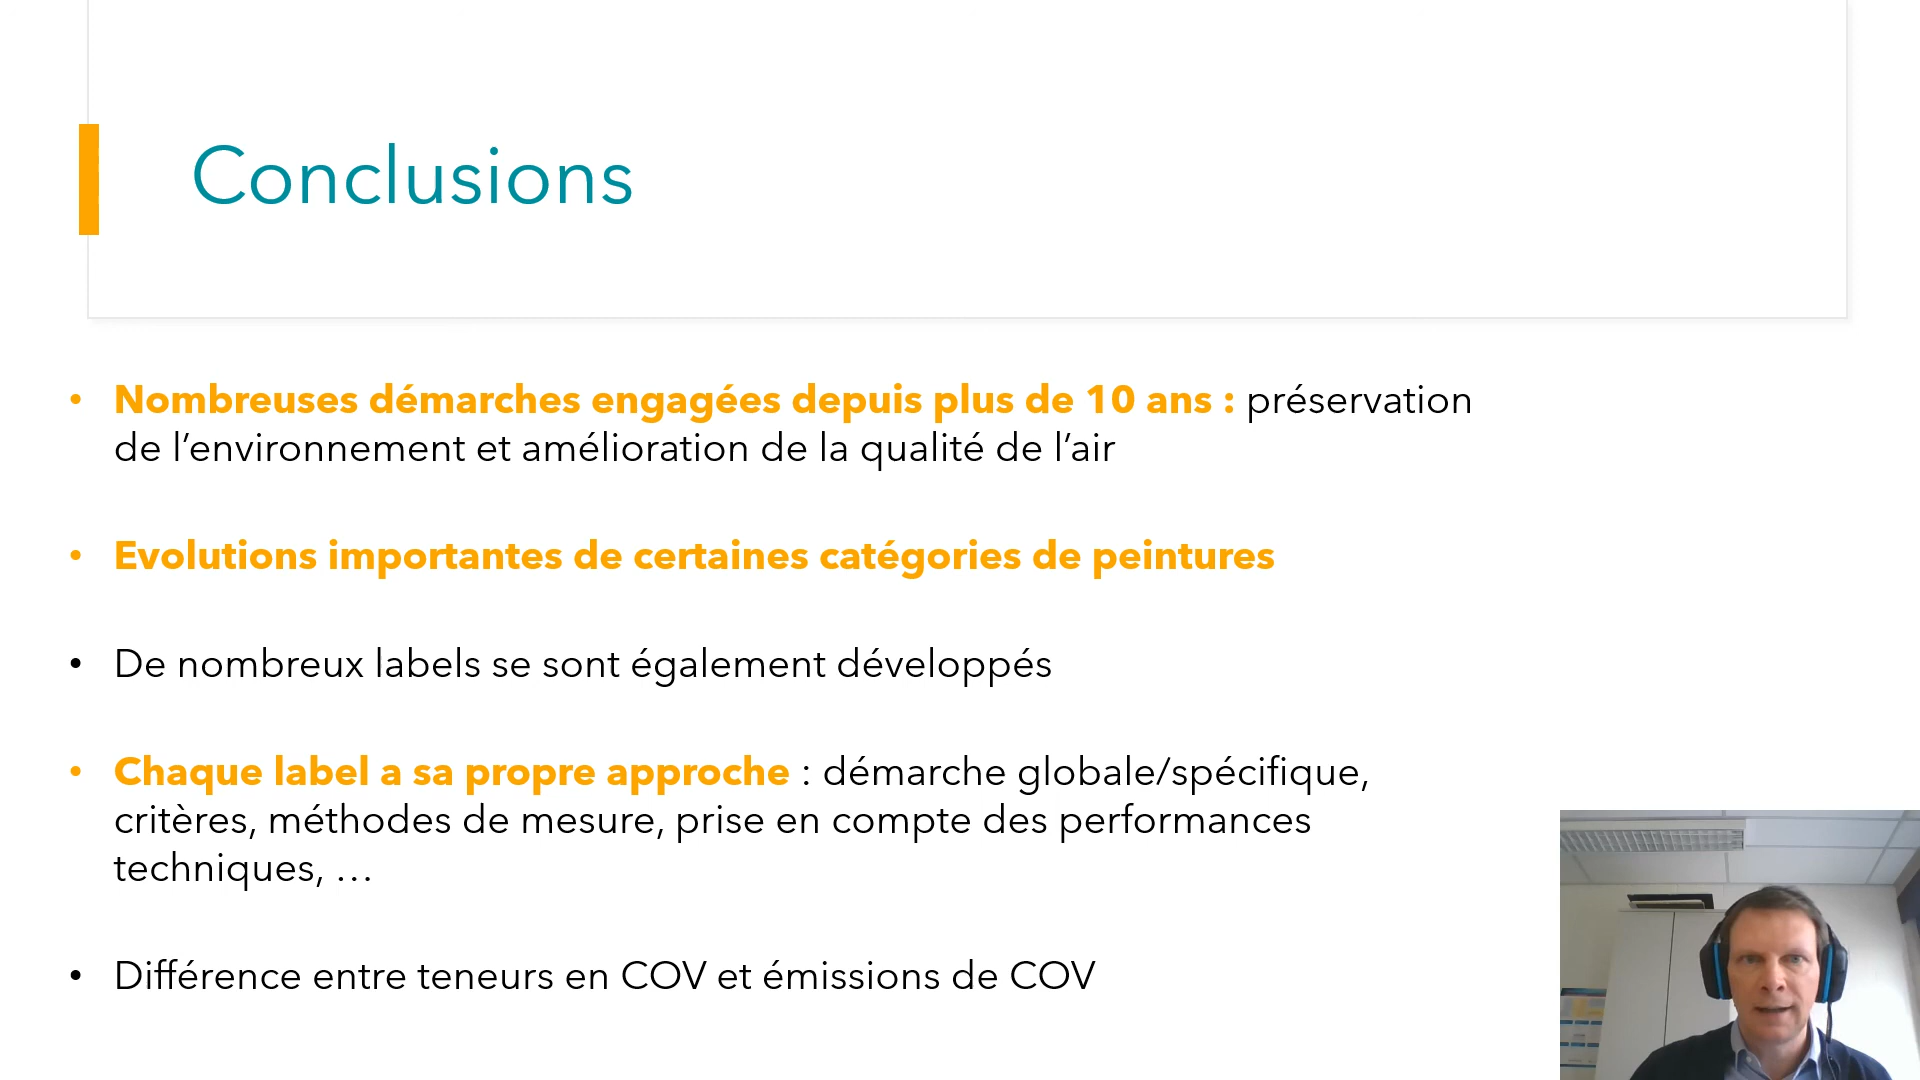 Conclusions
• Nombreuses démarches engagées depuis plus de 10 ans : préservation
de l’environnement et amélioration de la qualité de l’air
• Evolutions importantes de certaines catégories de peintures
• De nombreux labels se sont également développés
• Chaque label a sa propre approche : démarche globale/spécifique,
critères, méthodes de mesure, prise en compte des performances
techniques, …
• Différence entre teneurs en COV et émissions de COV